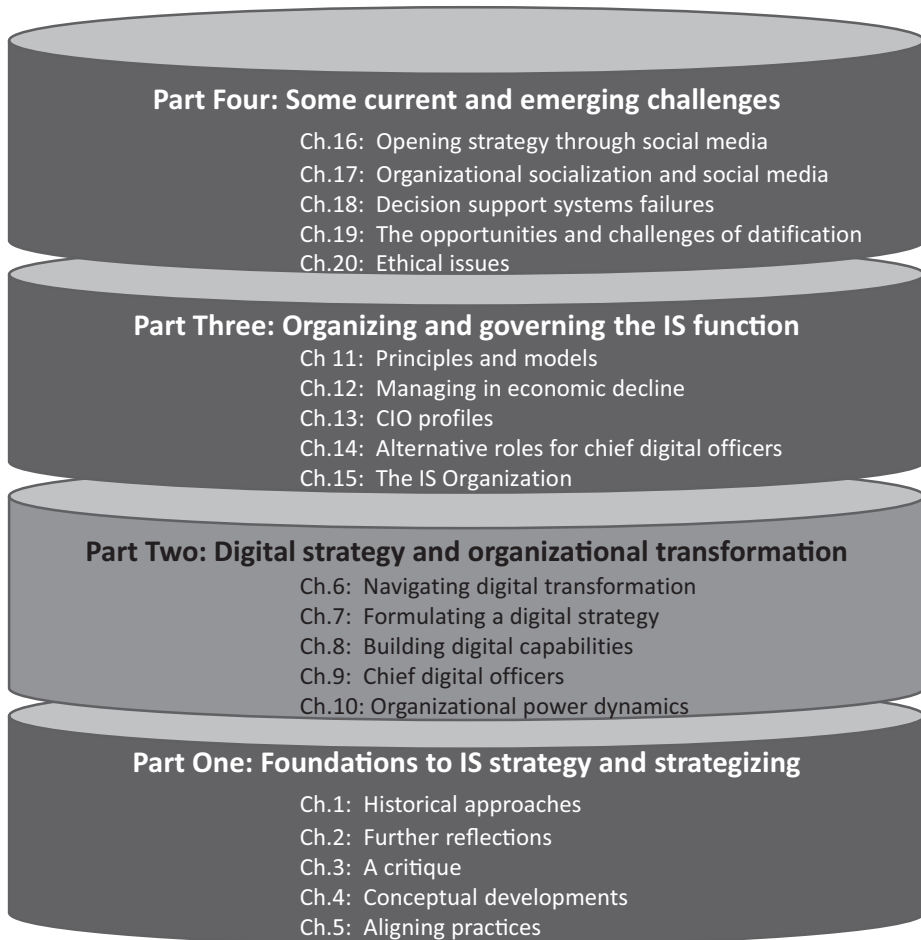 Part Four: Some current and emerging challenges
Ch.16: Opening strategy through social media
Ch.17: Organizational socialization and social media
Ch.18: Decision support systems failures
Ch.19: The opportunities and challenges of datification
Ch.20: Ethical issues
Part Three: Organizing and governing the IS function
Ch 11: Principles and models
Ch.12: Managing in economic decline
Ch.13: CIO profiles
Ch.14: Alternative roles for chief digital officers
Ch.15: The IS Organization
Part Two: Digital strategy and organizational transformation
Ch.6: Navigating digital transformation
Ch.7: Formulating a digital strategy
Ch.8: Building digital capabilities
Ch.9: Chief digital officers
Ch.10: Organizational power dynamics
Part One: Foundations to IS strategy and strategizing
Ch.1: Historical approaches
Ch.2: Further reflections
Ch.3: A critique
Ch.4: Conceptual developments
Ch.5: Aligning practices